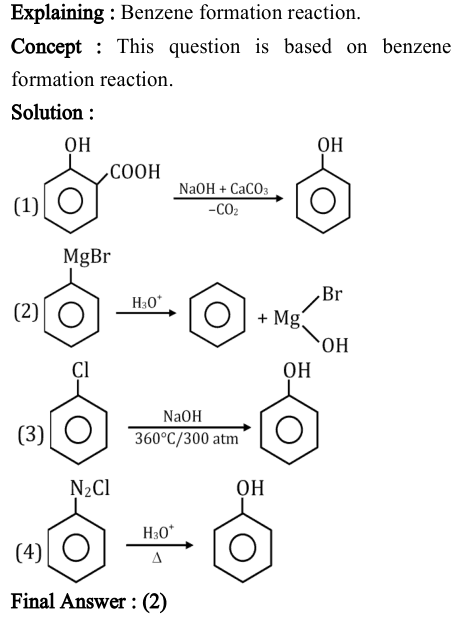 Explaining : Benzene formation reaction.
Concept : This question is based on benzene
formation reaction.
Solution :
OH
COOH
(1)
NaOH + CaCO₃
−CO₂
OH
MgBr
(2)
H₃O⁺
+ Mg
Br
OH
Cl
(3)
NaOH
360°C/300 atm
OH
N₂Cl
(4)
H₃O⁺
Δ
OH
Final Answer : (2)